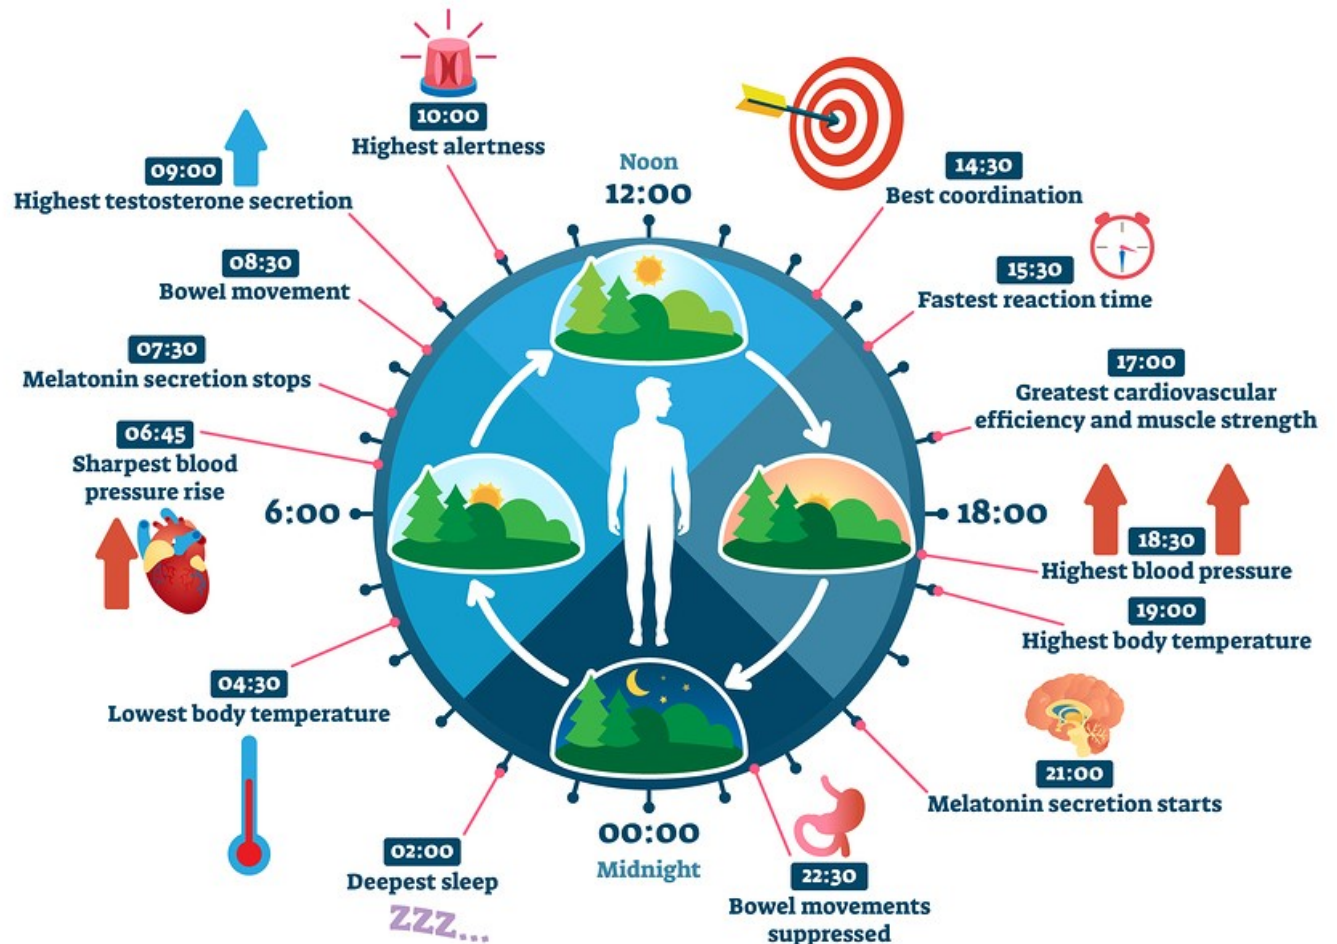 Noon
12:00
14:30
Best coordination
15:30
Fastest reaction time
17:00
Greatest cardiovascular
efficiency and muscle strength
18:00
18:30
Highest blood pressure
19:00
Highest body temperature
21:00
Melatonin secretion starts
22:30
Bowel movements
suppressed
00:00
Midnight
02:00
Deepest sleep
ZZZ...
04:30
Lowest body temperature
6:00
06:45
Sharpest blood
pressure rise
07:30
Melatonin secretion stops
08:30
Bowel movement
09:00
Highest testosterone secretion
10:00
Highest alertness